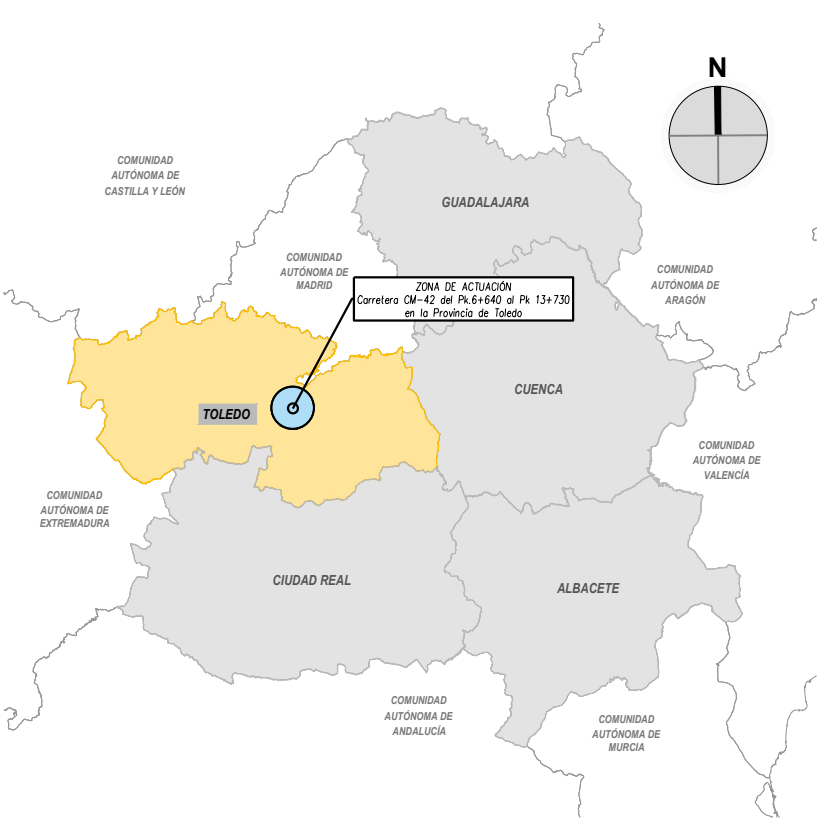 N
COMUNIDAD
AUTÓNOMA DE
CASTILLA Y LEÓN
GUADALAJARA
COMUNIDAD
AUTÓNOMA DE
MADRID
COMUNIDAD
AUTÓNOMA DE
ARAGÓN
ZONA DE ACTUACIÓN
Carretera CM-42 del Pk.6+640 al Pk 13+730
en la Provincia de Toledo
CUENCA
TOLEDO
COMUNIDAD
AUTÓNOMA DE
VALENCÍA
COMUNIDAD
AUTÓNOMA DE
EXTREMADURA
CIUDAD REAL
ALBACETE
COMUNIDAD
AUTÓNOMA DE
ANDALUCÍA
COMUNIDAD
AUTÓNOMA DE
MURCIA